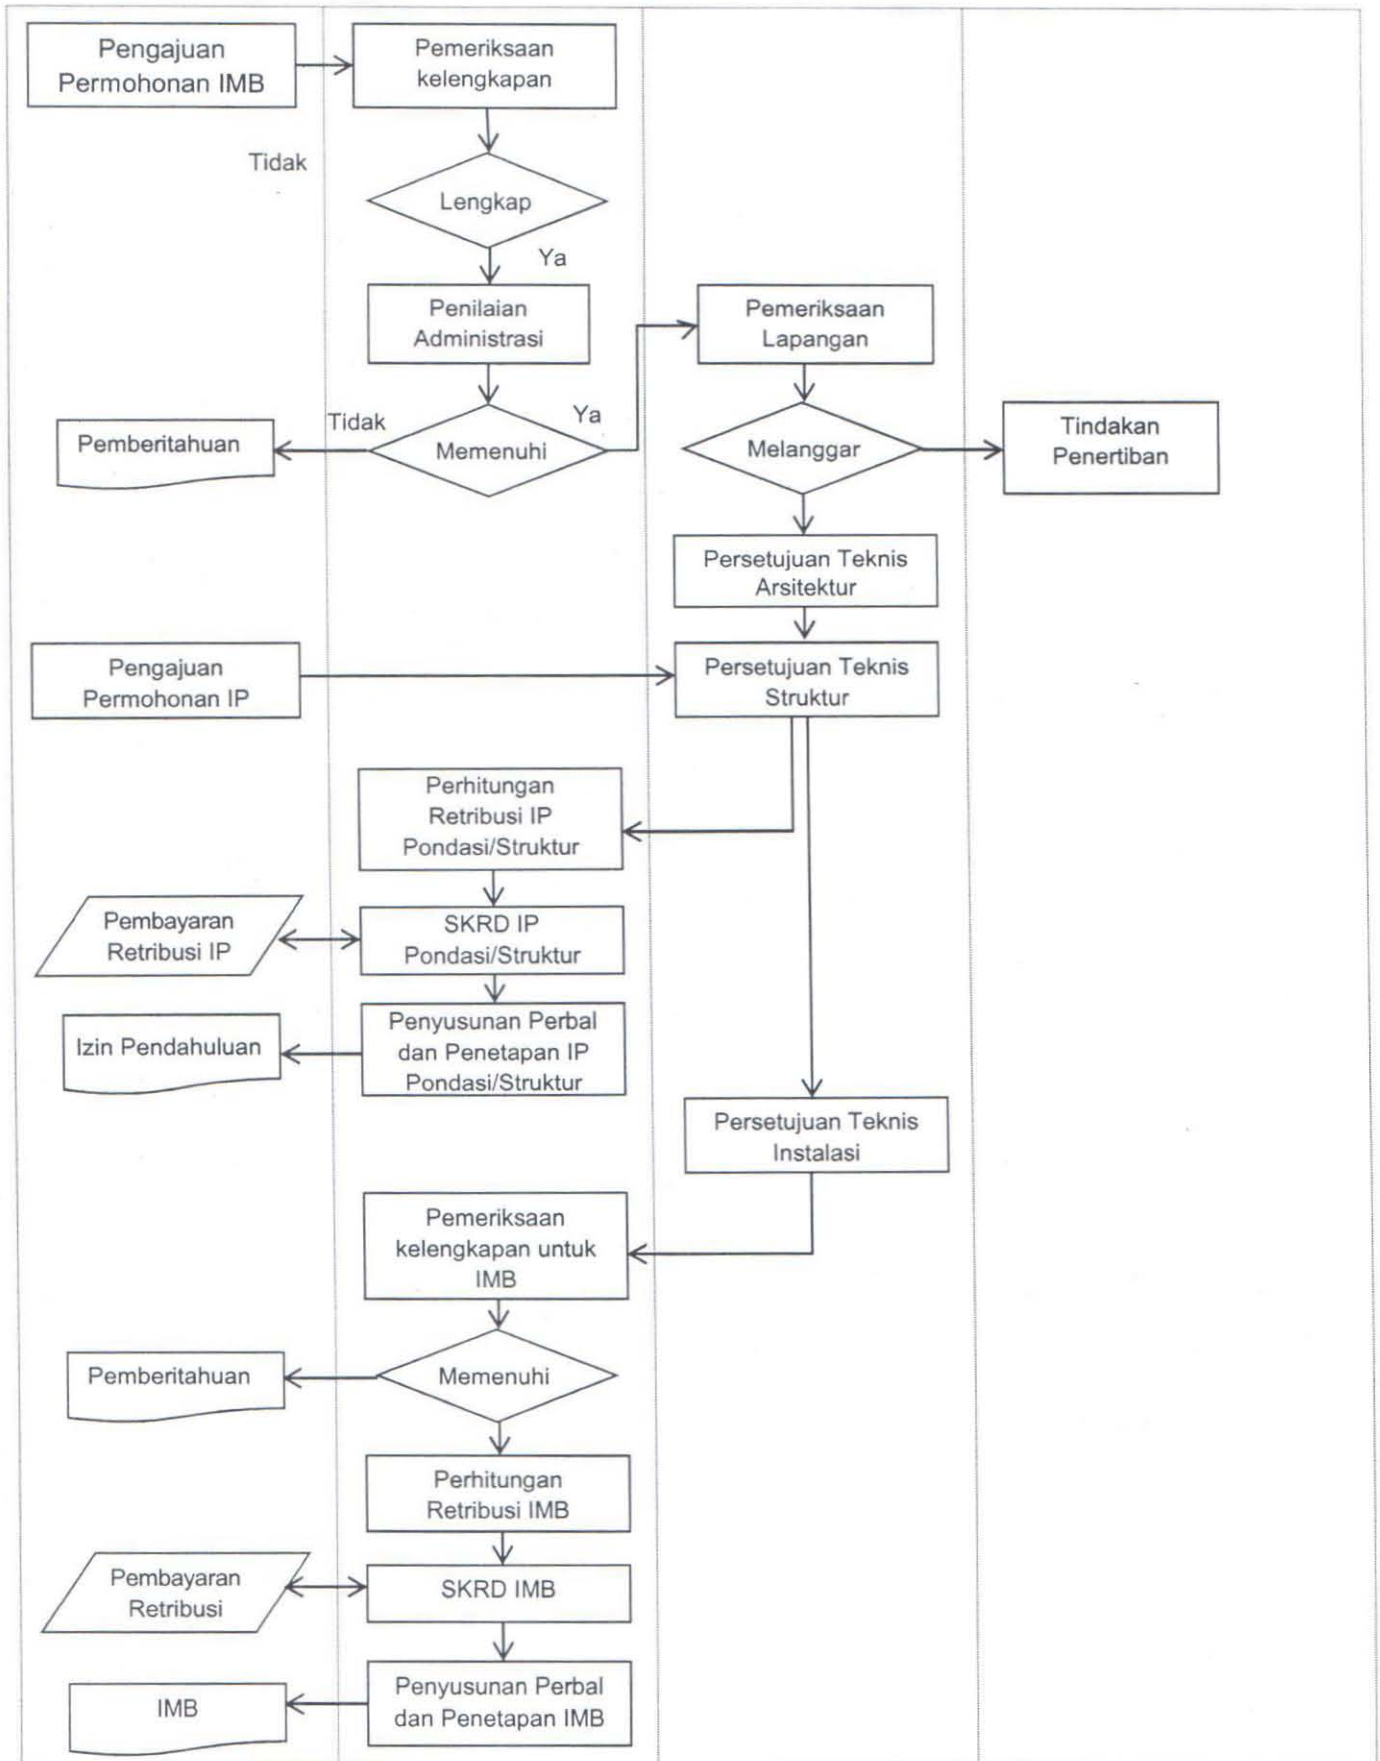 Pengajuan
Permohonan IMB
Pemeriksaan
kelengkapan
Tidak
Lengkap
Ya
Penilaian
Administrasi
Pemeriksaan
Lapangan
Pemberitahuan
Tidak
Memenuhi
Ya
Melanggar
Tindakan
Penertiban
Persetujuan Teknis
Arsitektur
Pengajuan
Permohonan IP
Persetujuan Teknis
Struktur
Perhitungan
Retribusi IP
Pondasi/Struktur
Pembayaran
Retribusi IP
SKRD IP
Pondasi/Struktur
Izin Pendahuluan
Penyusunan Perbal
dan Penetapan IP
Pondasi/Struktur
Persetujuan Teknis
Instalasi
Pemeriksaan
kelengkapan untuk
IMB
Pemberitahuan
Memenuhi
Perhitungan
Retribusi IMB
Pembayaran
Retribusi
SKRD IMB
IMB
Penyusunan Perbal
dan Penetapan IMB